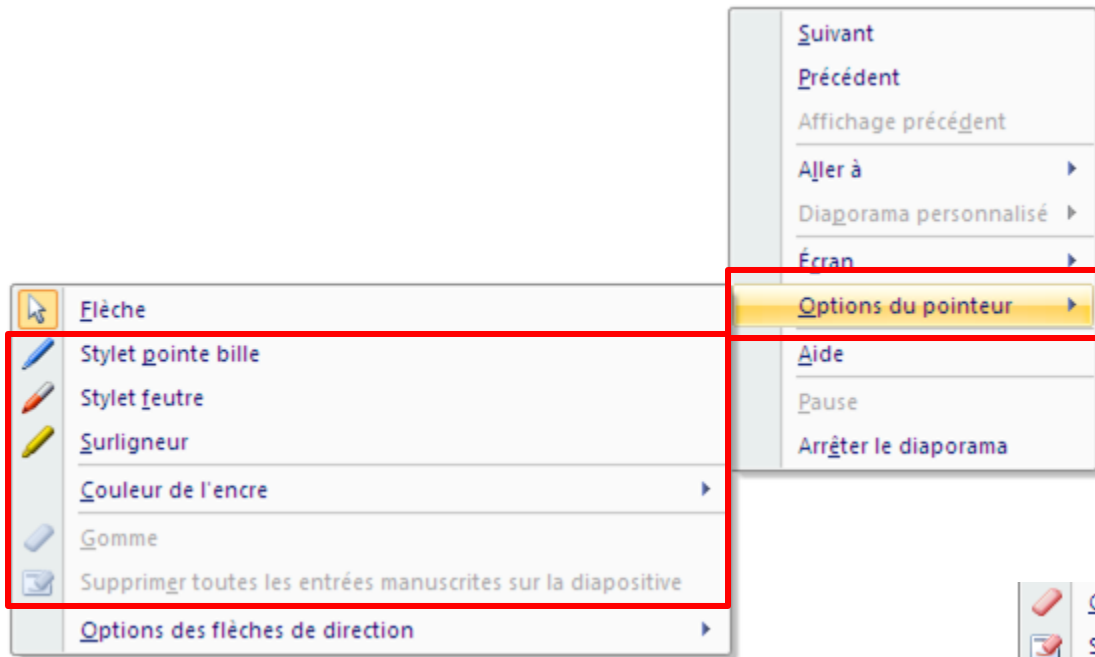 Suivant
Précédent
Affichage précédent
Aller à
Diaporama personnalisé
Écran
Options du pointeur
Aide
Pause
Arrêter le diaporama
Flèche
Stylet pointe bille
Stylet feutre
Surligneur
Couleur de l'encre
Gomme
Supprimer toutes les entrées manuscrites sur la diapositive
Options des flèches de direction